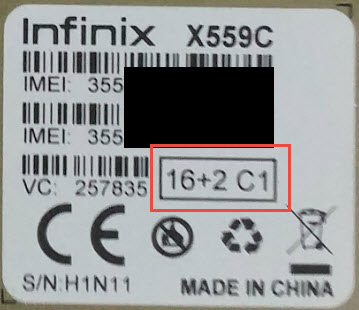 Infinix X559C
IMEI: 355
IMEI: 355
VC: 257835
16+2 C1
CE
S/N:H1N11 MADE IN CHINA